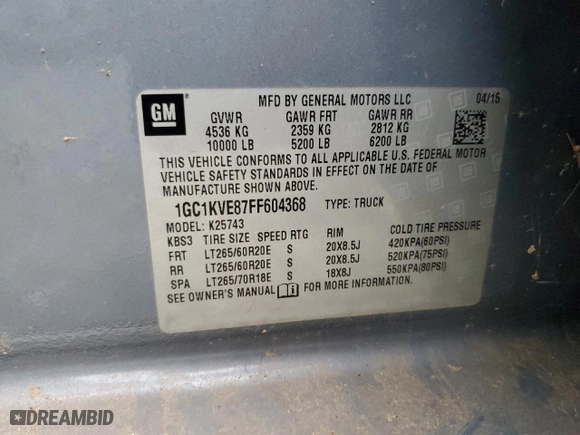 GM
MFD BY GENERAL MOTORS LLC 04/15
GVWR GAWR FRT GAWR RR
4536 KG 2359 KG 2812 KG
10000 LB 5200 LB 6200 LB
THIS VEHICLE CONFORMS TO ALL APPLICABLE U.S. FEDERAL MOTOR
VEHICLE SAFETY STANDARDS IN EFFECT ON THE DATE OF
MANUFACTURE SHOWN ABOVE.
1GC1KVE87FF604368 TYPE: TRUCK
MODEL: K25743
KBS3 TIRE SIZE SPEED RTG RIM COLD TIRE PRESSURE
FRT LT265/60R20E S 20X8.5J 420KPA(60PSI)
RR LT265/60R20E S 20X8.5J 520KPA(75PSI)
SPA LT265/70R18E S 18X8J 550KPA(80PSI)
SEE OWNER'S MANUAL FOR MORE INFORMATION.
DREAMBID